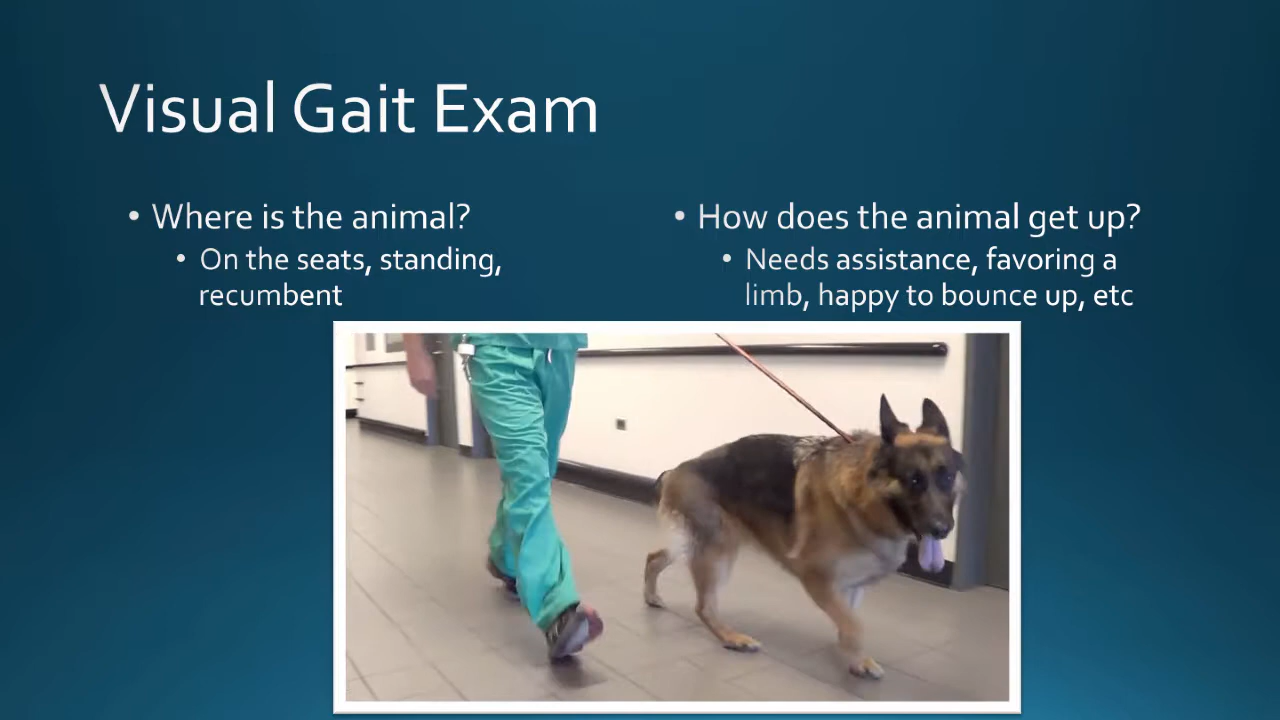 Visual Gait Exam
• Where is the animal?
• On the seats, standing,
recumbent
• How does the animal get up?
• Needs assistance, favoring a
limb, happy to bounce up, etc